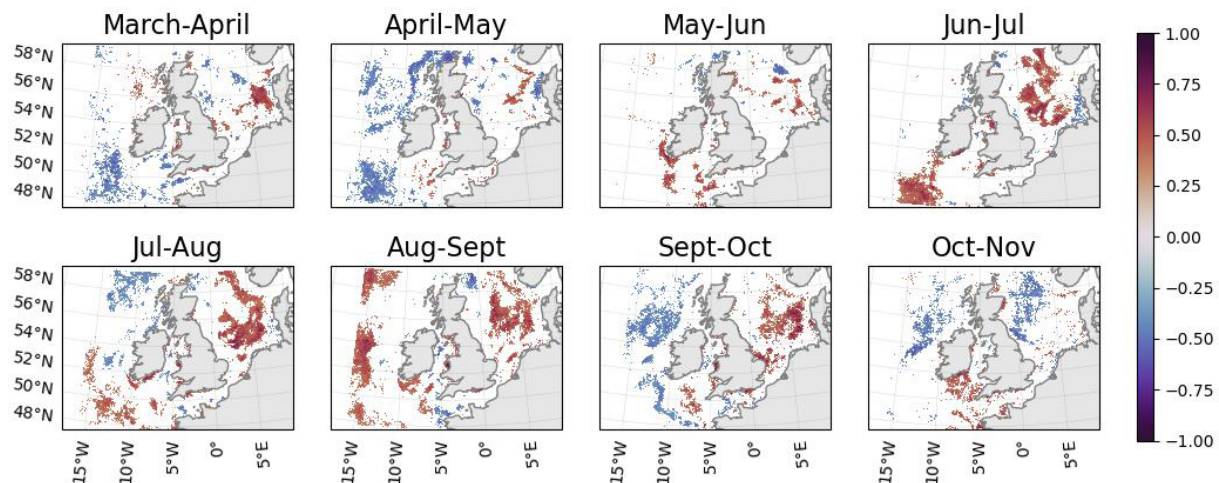 March-April
April-May
May-Jun
Jun-Jul
58°N
56°N
54°N
52°N
50°N
48°N
1.00
0.75
0.50
0.25
0.00
−0.25
−0.50
−0.75
−1.00
Jul-Aug
Aug-Sept
Sept-Oct
Oct-Nov
58°N
56°N
54°N
52°N
50°N
48°N
15°W
10°W
5°W
0°
5°E
15°W
10°W
5°W
0°
5°E
15°W
10°W
5°W
0°
5°E
15°W
10°W
5°W
0°
5°E